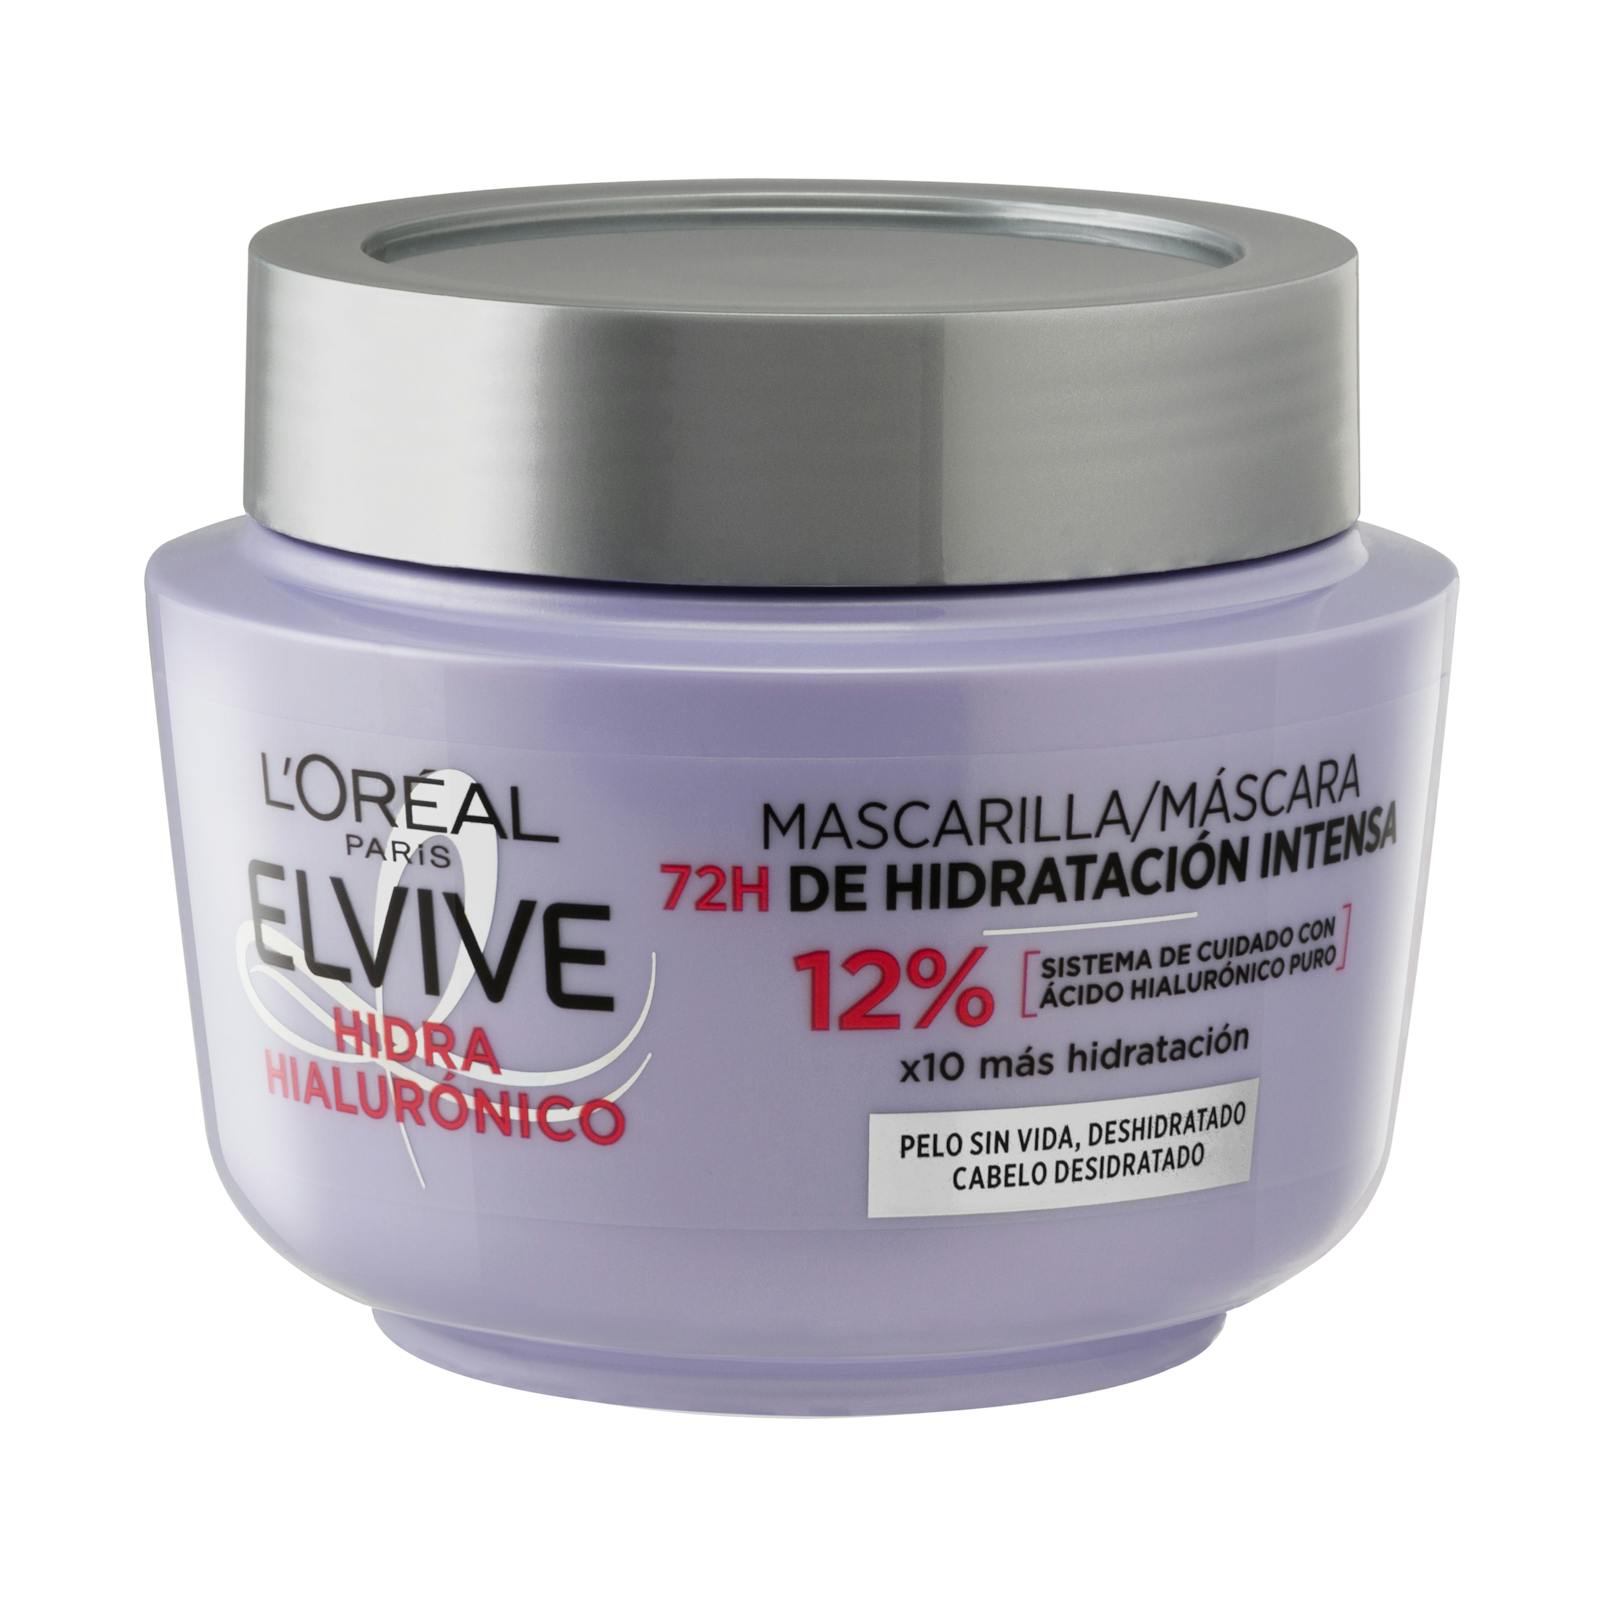 L'ORÉAL
PARiS
ELVIVE
HIDRA
HIALURÓNICO
MASCARILLA/MÁSCARA
72H DE HIDRATACIÓN INTENSA
12% [SISTEMA DE CUIDADO CON
ÁCIDO HIALURÓNICO PURO]
x10 más hidratación
PELO SIN VIDA, DESHIDRATADO
CABELO DESIDRATADO